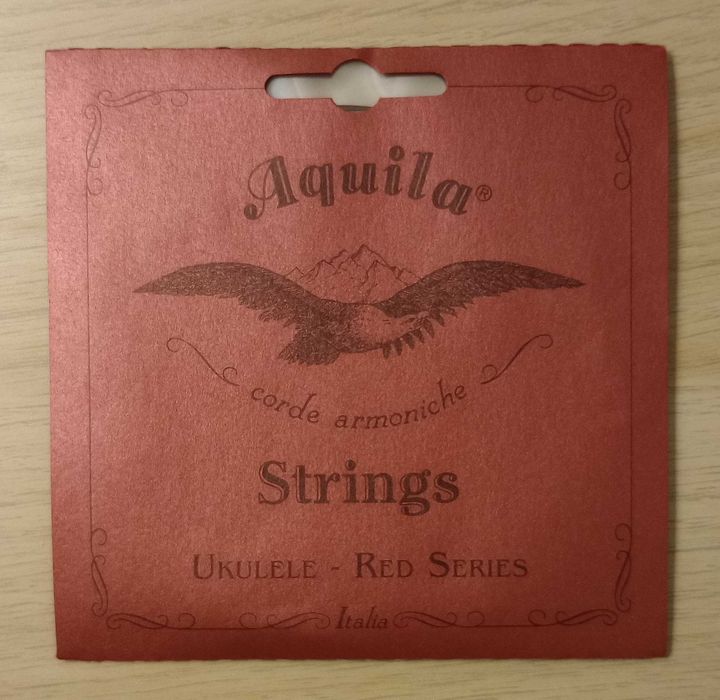 Aquila®
corde armoniche
Strings
UKULELE - RED SERIES
Italia